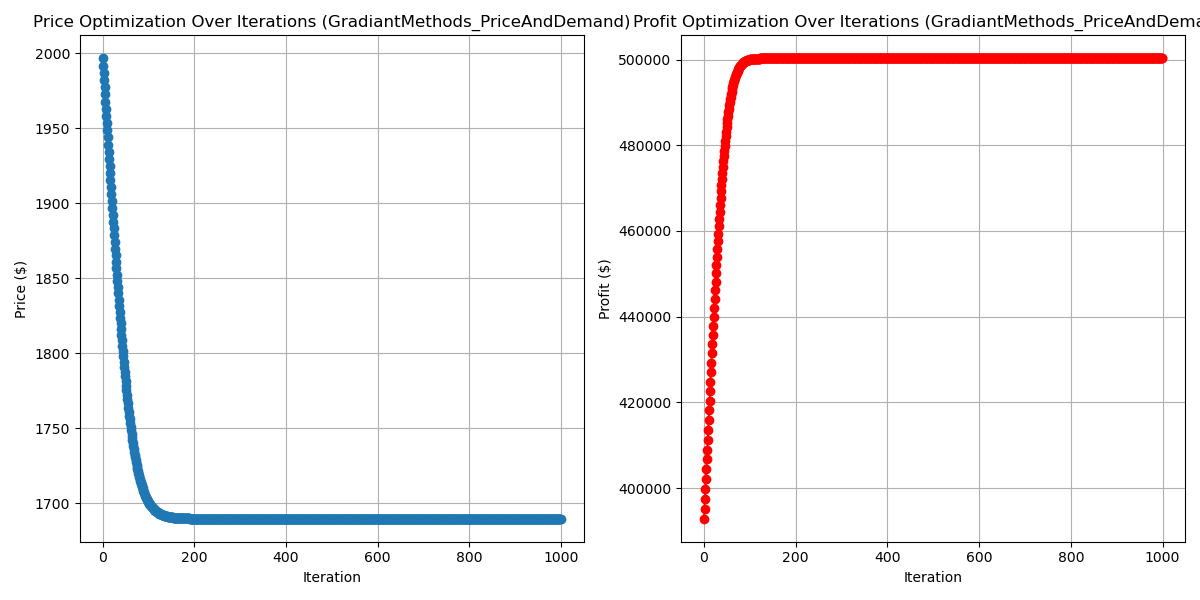 Price Optimization Over Iterations (GradiantMethods_PriceAndDemand)
2000
1950
1900
1850
1800
1750
1700
Price ($)
0 200 400 600 800 1000
Iteration
Profit Optimization Over Iterations (GradiantMethods_PriceAndDema
500000
480000
460000
440000
420000
400000
Profit ($)
0 200 400 600 800 1000
Iteration